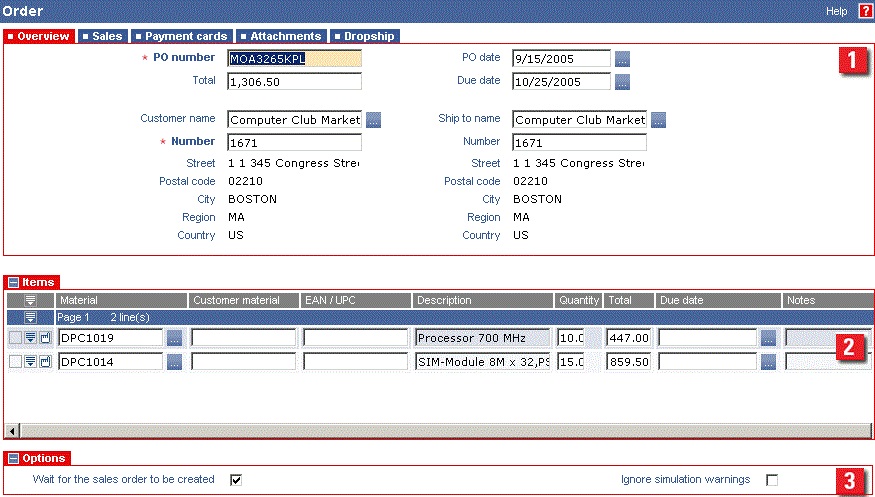 Order Help ?
Overview Sales Payment cards Attachments Dropship
* PO number MOA3265KPL PO date 9/15/2005 ...
1
Total 1,306.50 Due date 10/25/2005 ...
Customer name Computer Club Market ... Ship to name Computer Club Market ...
* Number 1671 Number 1671
Street 1 1 345 Congress Stre Street 1 1 345 Congress Stre
Postal code 02210 Postal code 02210
City BOSTON City BOSTON
Region MA Region MA
Country US Country US
Items
Material Customer material EAN / UPC Description Quantity Total Due date Notes
Page 1 2 line(s)
DPC1019 ... Processor 700 MHz 10.0 447.00 ...
2
DPC1014 ... SIM-Module 8M x 32,PS 15.0 859.50 ...
Options
Wait for the sales order to be created Ignore simulation warnings
3